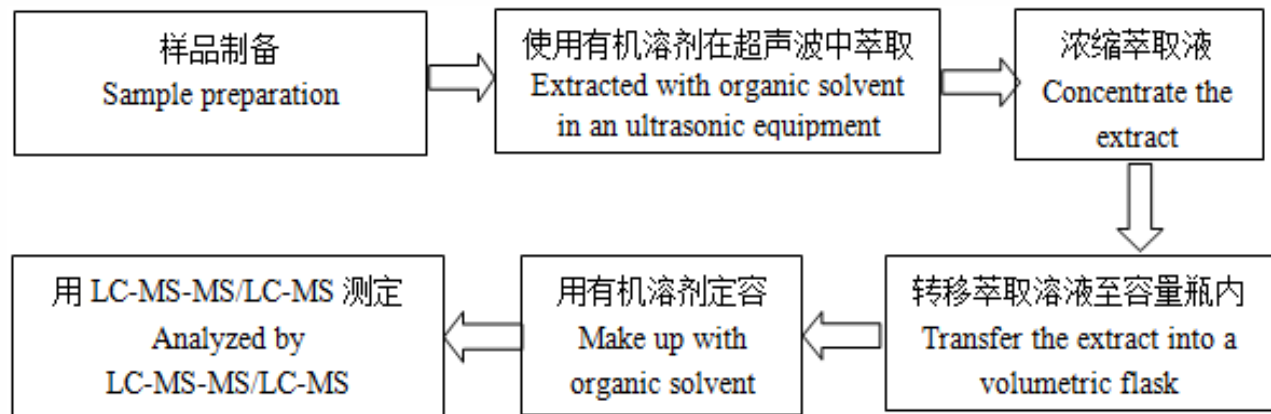 样品制备
Sample preparation
使用有机溶剂在超声波中萃取
Extracted with organic solvent
in an ultrasonic equipment
浓缩萃取液
Concentrate the
extract
转移萃取溶液至容量瓶内
Transfer the extract into a
volumetric flask
用有机溶剂定容
Make up with
organic solvent
用 LC-MS-MS/LC-MS 测定
Analyzed by
LC-MS-MS/LC-MS